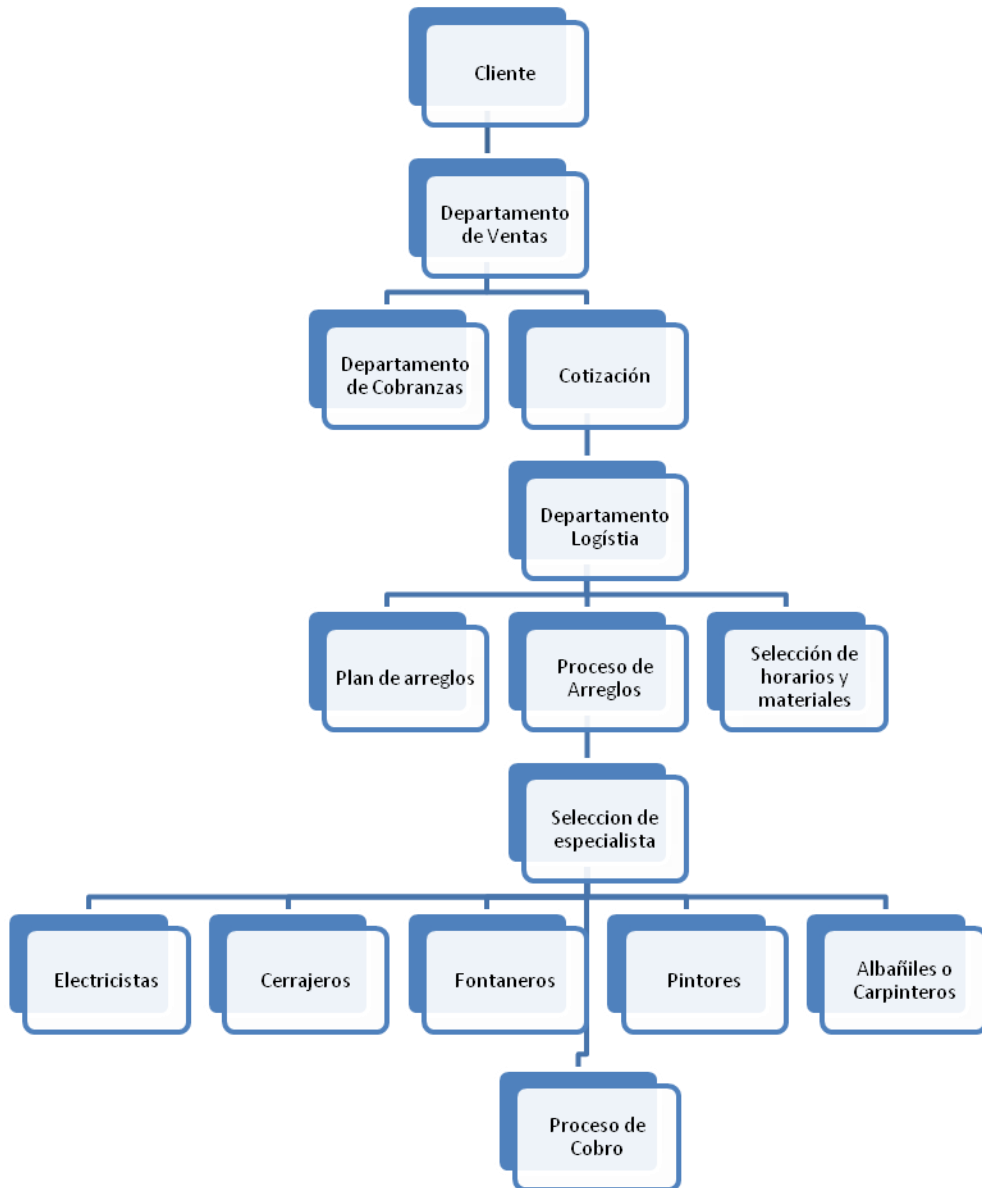 Cliente
Departamento
de Ventas
Departamento
de Cobranzas
Cotización
Departamento
Logístia
Plan de arreglos
Proceso de
Arreglos
Selección de
horarios y
materiales
Seleccion de
especialista
Electricistas
Cerrajeros
Fontaneros
Pintores
Albañiles o
Carpinteros
Proceso de
Cobro